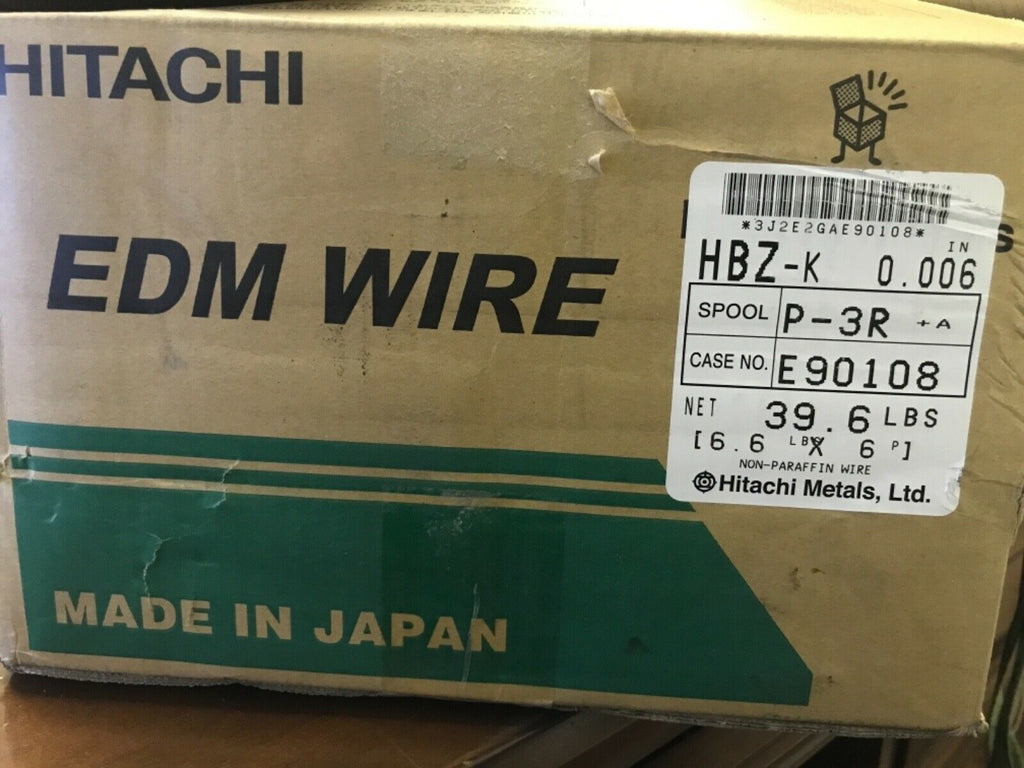 HITACHI
EDM WIRE
MADE IN JAPAN
*3J2E2GAE90108*
IN
HBZ-K 0.006
SPOOL P-3R +A
CASE NO. E90108
NET 39.6 LBS
[6.6 LBS X 6 P]
NON-PARAFFIN WIRE
Hitachi Metals, Ltd.